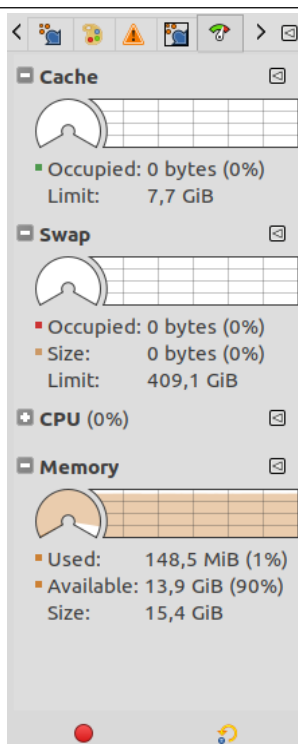 Cache
Occupied: 0 bytes (0%)
Limit: 7,7 GiB
Swap
Occupied: 0 bytes (0%)
Size: 0 bytes (0%)
Limit: 409,1 GiB
CPU (0%)
Memory
Used: 148,5 MiB (1%)
Available: 13,9 GiB (90%)
Size: 15,4 GiB